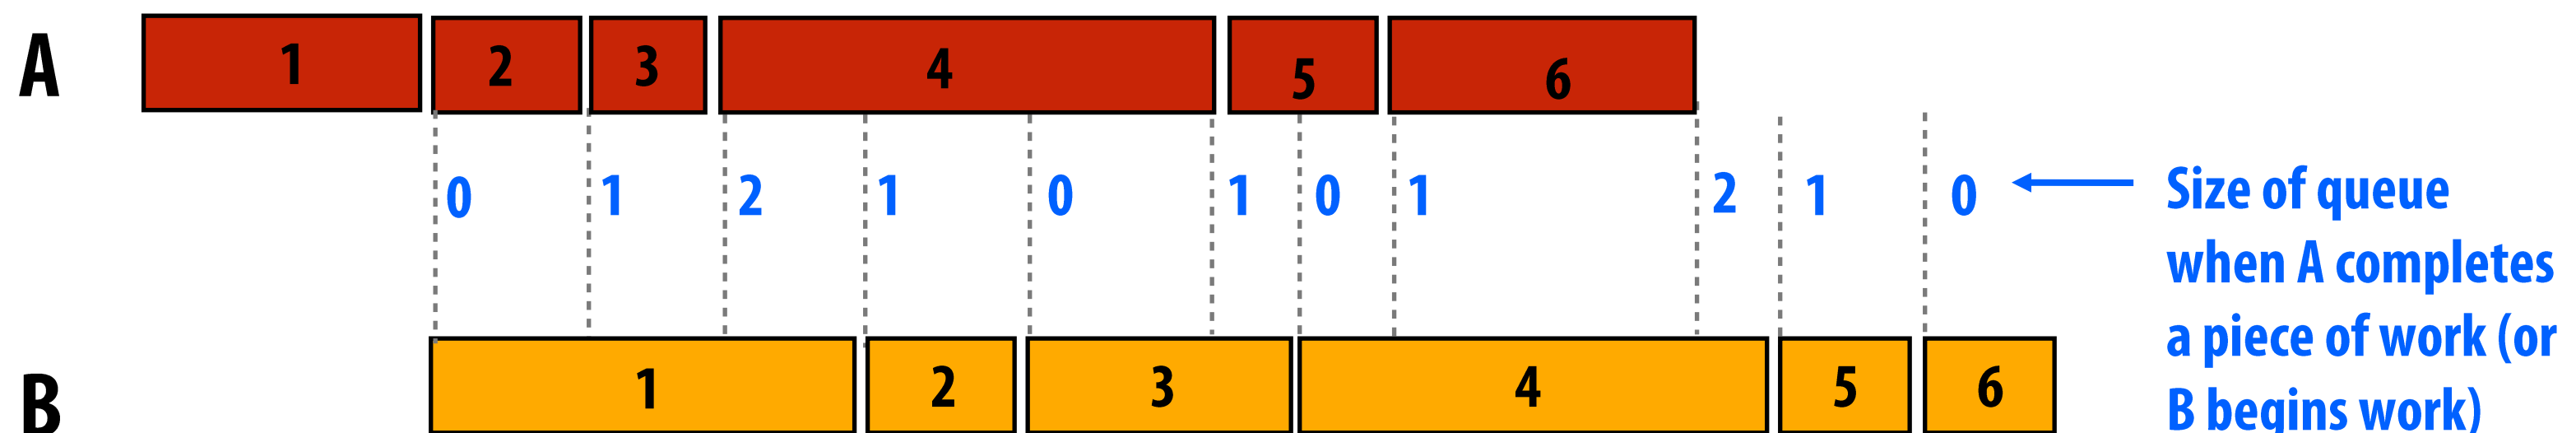 A 1 2 3 4 5 6
0 1 2 1 0 1 0 1 2 1 0
Size of queue
when A completes
a piece of work (or
B begins work)
B 1 2 3 4 5 6